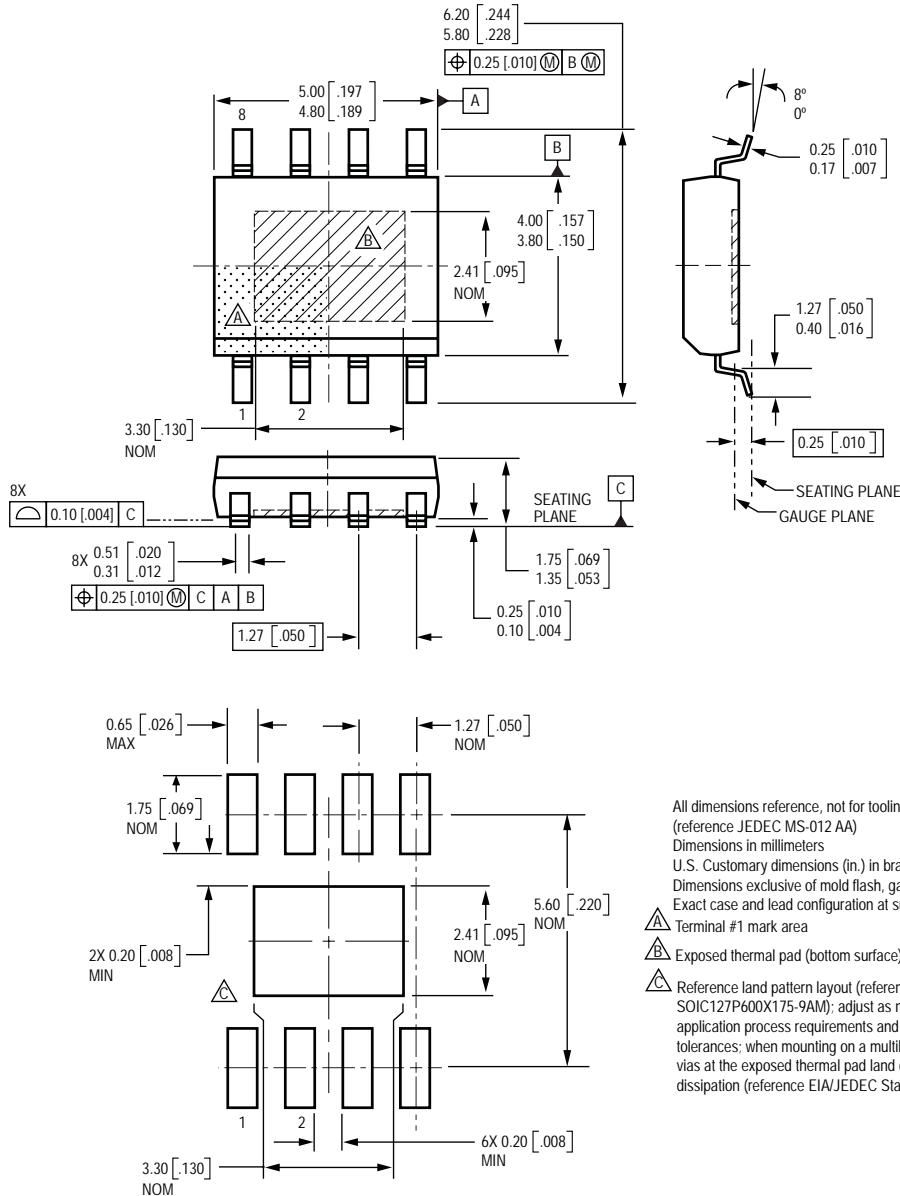 6.20 [.244]
5.80 [.228]
⌖ 0.25 [.010] Ⓜ B Ⓜ
5.00 [.197]
4.80 [.189]
A
8
8º
0º
B
0.25 [.010]
0.17 [.007]
4.00 [.157]
3.80 [.150]
B
2.41 [.095]
NOM
A
1.27 [.050]
0.40 [.016]
1 2
3.30 [.130]
NOM
0.25 [.010]
8X
⌓ 0.10 [.004] C
SEATING
PLANE
C
SEATING PLANE
GAUGE PLANE
8X 0.51 [.020]
0.31 [.012]
⌖ 0.25 [.010] Ⓜ C A B
1.75 [.069]
1.35 [.053]
0.25 [.010]
0.10 [.004]
1.27 [.050]
0.65 [.026]
MAX
1.27 [.050]
NOM
1.75 [.069]
NOM
5.60 [.220]
NOM
2.41 [.095]
NOM
2X 0.20 [.008]
MIN
C
1 2
6X 0.20 [.008]
MIN
3.30 [.130]
NOM
All dimensions reference, not for
(reference JEDEC MS-012 AA)
Dimensions in millimeters
U.S. Customary dimensions (in.) in
Dimensions exclusive of mold flash,
Exact case and lead configuration at
A Terminal #1 mark area
B Exposed thermal pad (bottom surface)
C Reference land pattern layout
SOIC127P600X175-9AM); adjust as
application process requirements and
tolerances; when mounting on a
vias at the exposed thermal pad land
dissipation (reference EIA/JEDEC